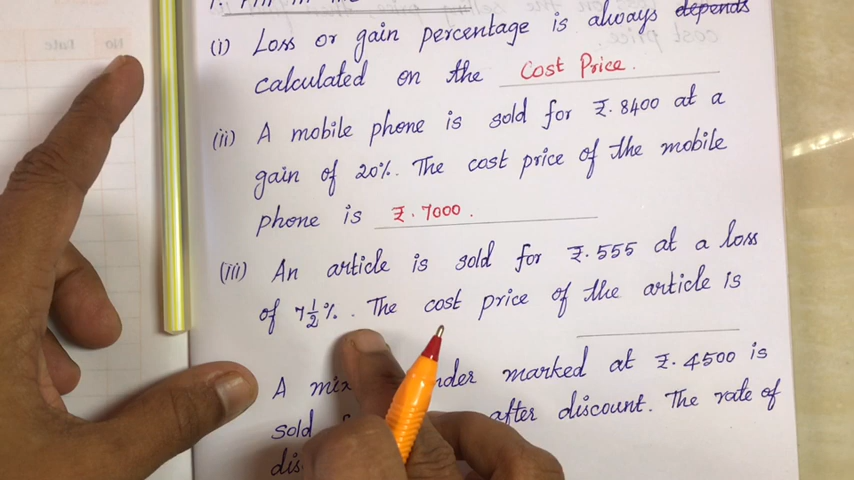 (i) Loss or gain percentage is always depends
calculated on the Cost Price.
(ii) A mobile phone is sold for ₹. 8400 at a
gain of 20%. The cost price of the mobile
phone is ₹. 7000.
(iii) An article is sold for ₹. 555 at a loss
of 7 1/2 %. The cost price of the article is
A marked at ₹. 4500 is
sold after discount. The rate of